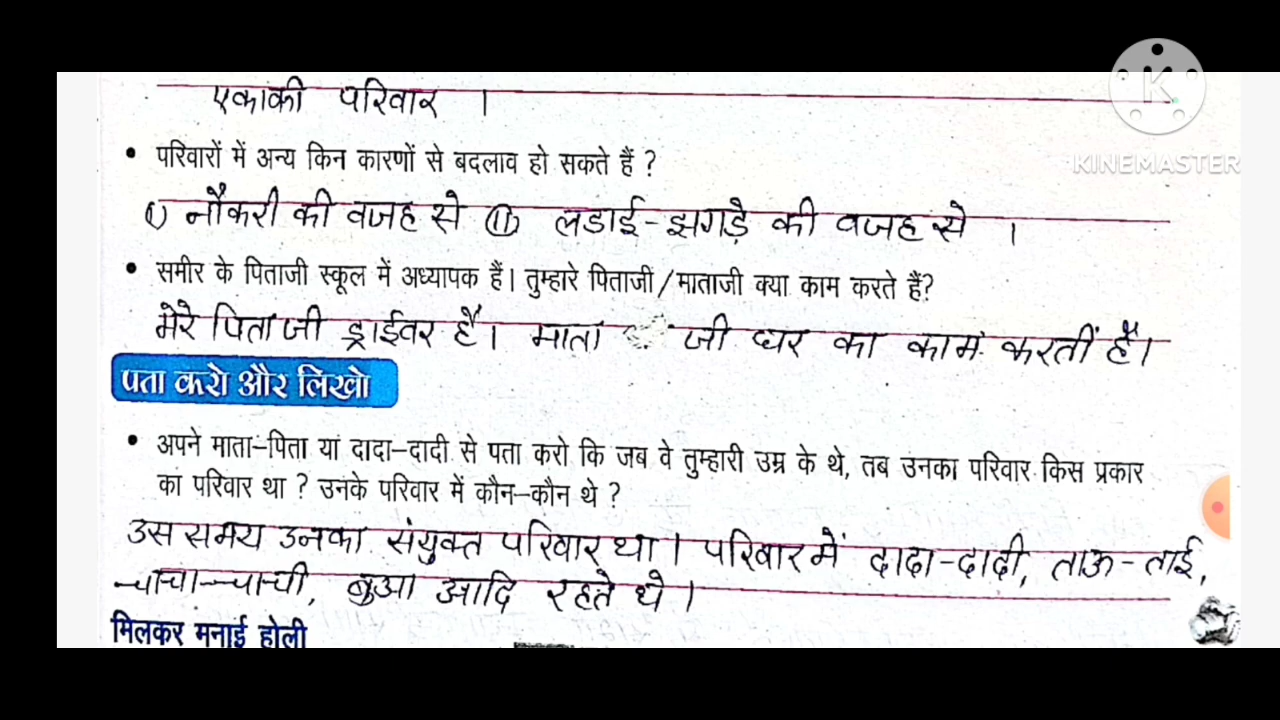 एकाकी परिवार ।
K
KINEMASTER
• परिवारों में अन्य किन कारणों से बदलाव हो सकते हैं ?
(i) नौकरी की वजह से (ii) लडाई-झगड़े की वजह से ।
• समीर के पिताजी स्कूल में अध्यापक हैं। तुम्हारे पिताजी/माताजी क्या काम करते हैं?
मेरे पिताजी ड्राईवर हैं। माता जी घर का काम करतीं हैं।
पता करो और लिखो
• अपने माता-पिता या दादा-दादी से पता करो कि जब वे तुम्हारी उम्र के थे, तब उनका परिवार किस प्रकार
का परिवार था ? उनके परिवार में कौन-कौन थे ?
उस समय उनका संयुक्त परिवार था । परिवार में दादा-दादी, ताऊ-ताई,
चाचा-चाची, बुआ आदि रहते थे ।
मिलकर मनाई होली